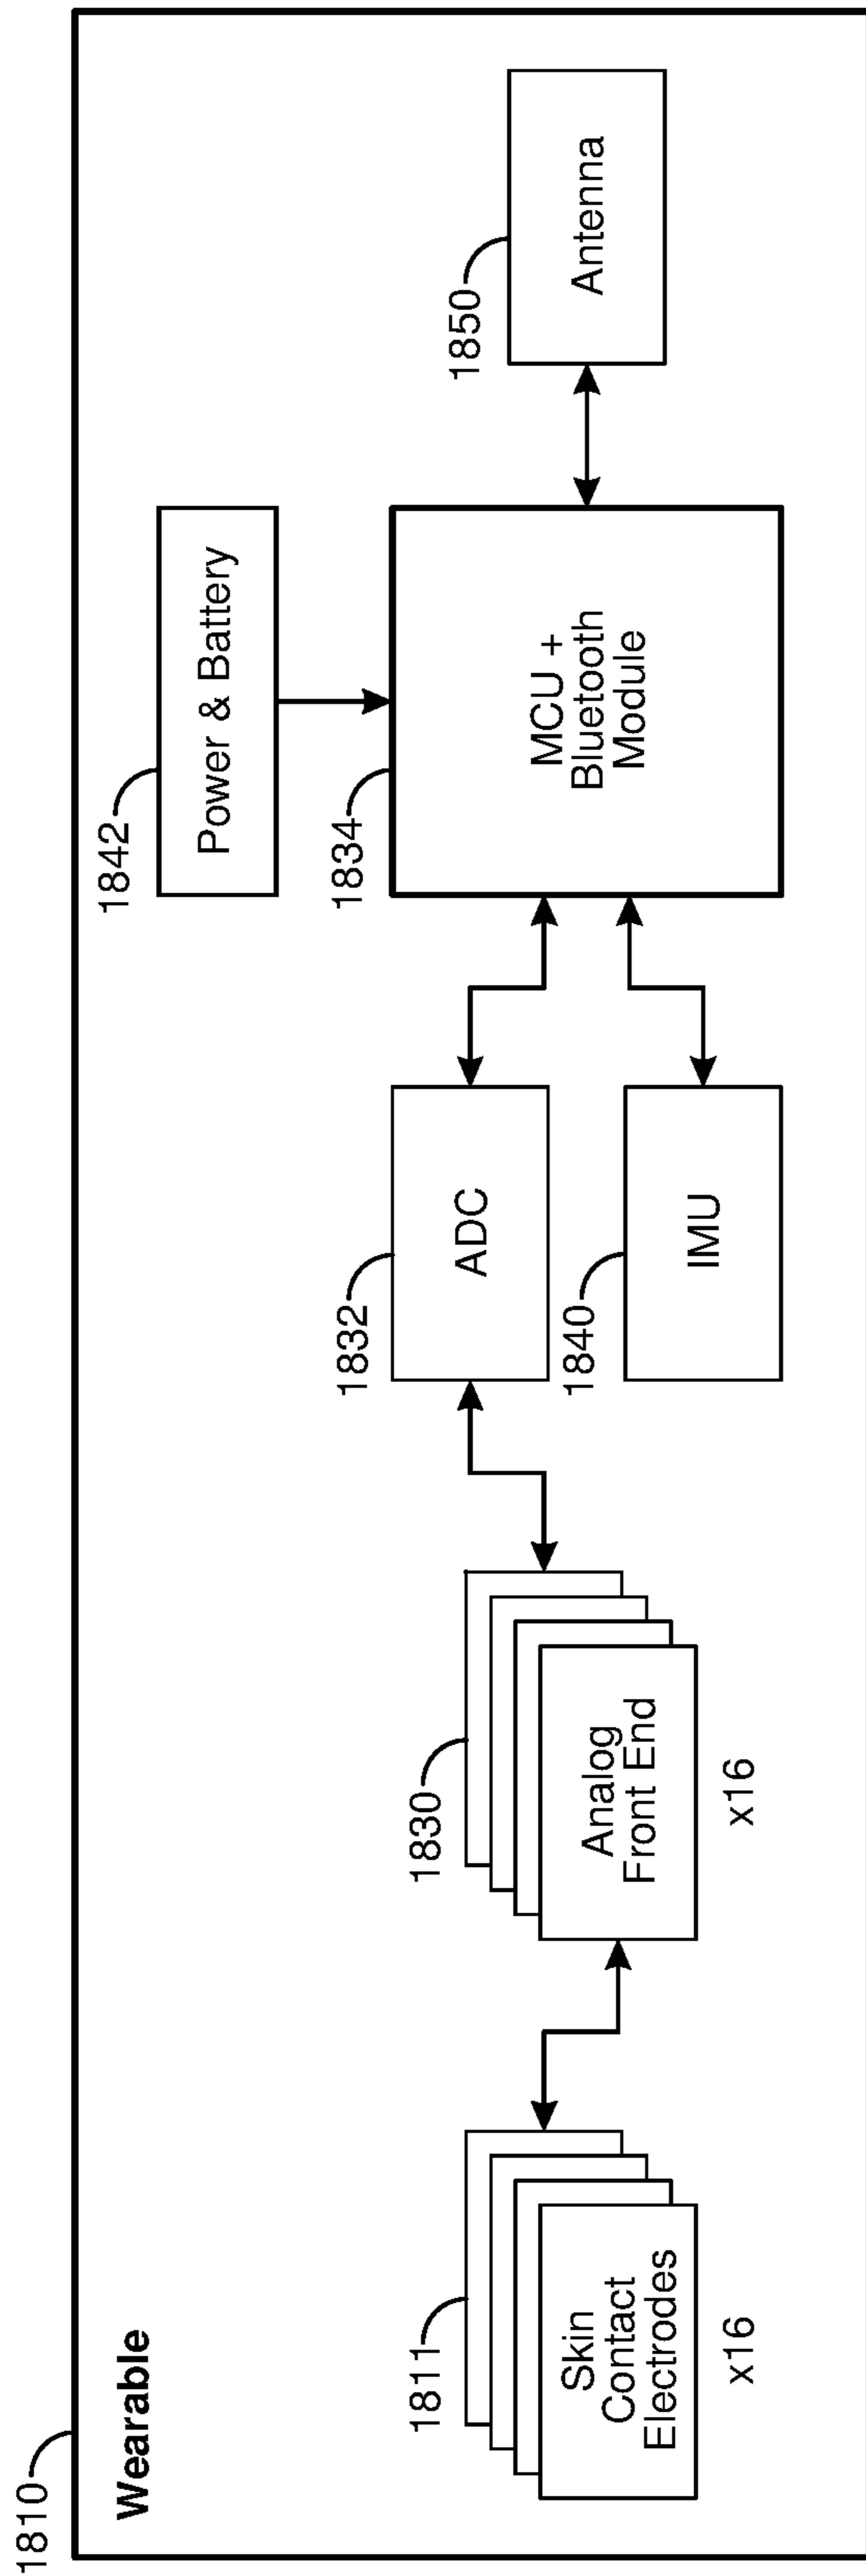 1810
Wearable
1811
Skin
Contact
Electrodes
x16
1830
Analog
Front End
x16
1832
ADC
1840
IMU
1842
Power & Battery
1834
MCU +
Bluetooth
Module
1850
Antenna